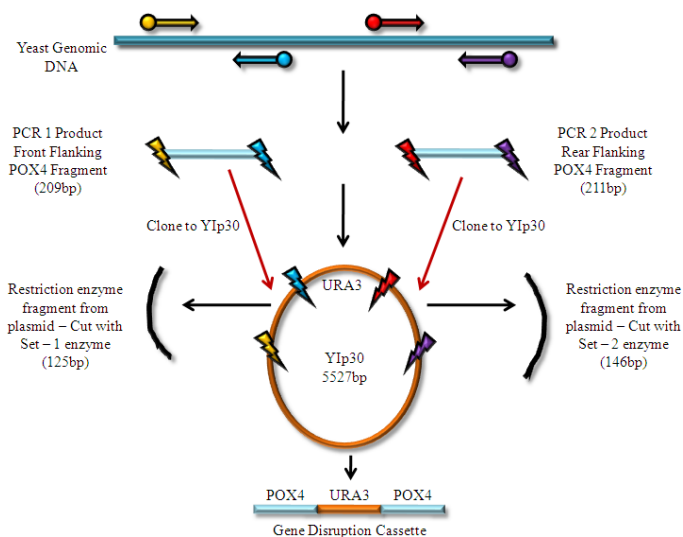 Yeast Genomic
DNA
PCR 1 Product
Front Flanking
POX4 Fragment
(209bp)
PCR 2 Product
Rear Flanking
POX4 Fragment
(211bp)
Clone to YIp30
Clone to YIp30
Restriction enzyme
fragment from
plasmid – Cut with
Set – 1 enzyme
(125bp)
URA3
YIp30
5527bp
Restriction enzyme
fragment from
plasmid – Cut with
Set – 2 enzyme
(146bp)
POX4 URA3 POX4
Gene Disruption Cassette